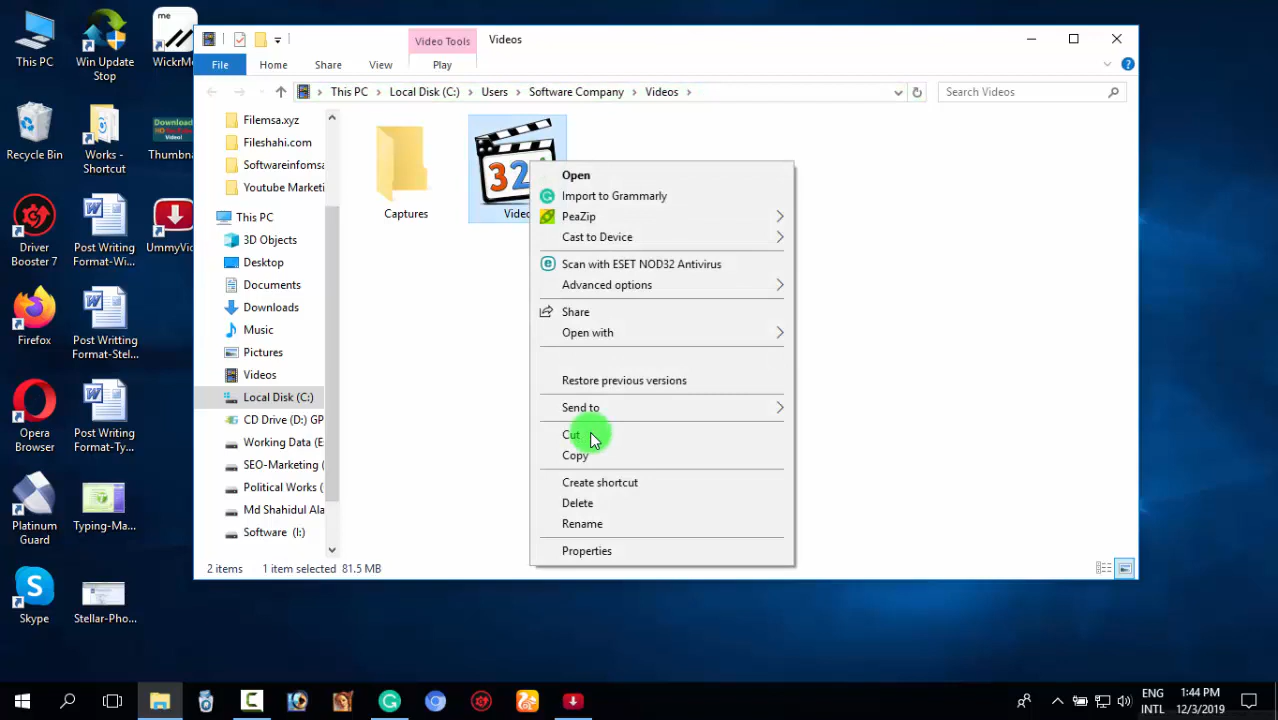 This PC
Win Update
Stop
WickrMe
Recycle Bin
Works -
Shortcut
Download
Video!
Thumbna
Driver
Booster 7
Post Writing
Format-Wi...
UmmyVid
Firefox
Post Writting
Format-Stel...
Opera
Browser
Post Writing
Format-Ty...
Platinum
Guard
Typing-Ma...
Skype
Stellar-Pho...
me
Video Tools
Videos
File
Home
Share
View
Play
This PC
Local Disk (C:)
Users
Software Company
Videos
Search Videos
Filemsa.xyz
Fileshahi.com
Softwareinfomsa
Youtube Marketi
This PC
3D Objects
Desktop
Documents
Downloads
Music
Pictures
Videos
Local Disk (C:)
CD Drive (D:) GP
Working Data (E
SEO-Marketing (
Political Works (
Md Shahidul Ala
Software (I:)
Captures
321
Video
Open
Import to Grammarly
PeaZip
Cast to Device
Scan with ESET NOD32 Antivirus
Advanced options
Share
Open with
Restore previous versions
Send to
Cut
Copy
Create shortcut
Delete
Rename
Properties
2 items
1 item selected
81.5 MB
ENG
INTL
1:44 PM
12/3/2019